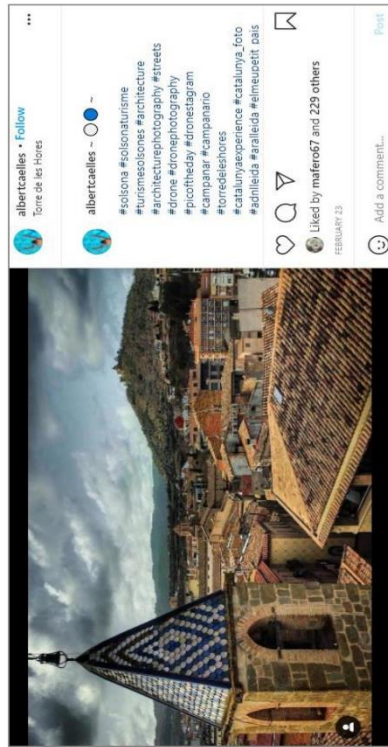 albertcaelles • Follow
Torre de les Hores
albertcaelles ~ ⚪🔵 ~
#solsona #solsonaturisme
#turismesolsones #architecture
#architecturephotography #streets
#drone #dronephotography
#picoftheday #dronestagram
#campanar #campanario
#torredeleshores
#catalunyaexperience #catalunya_foto
#adnlleida #aralleida #elmeupetit_pais
Liked by mafero67 and 229 others
FEBRUARY 23
Add a comment...
Post